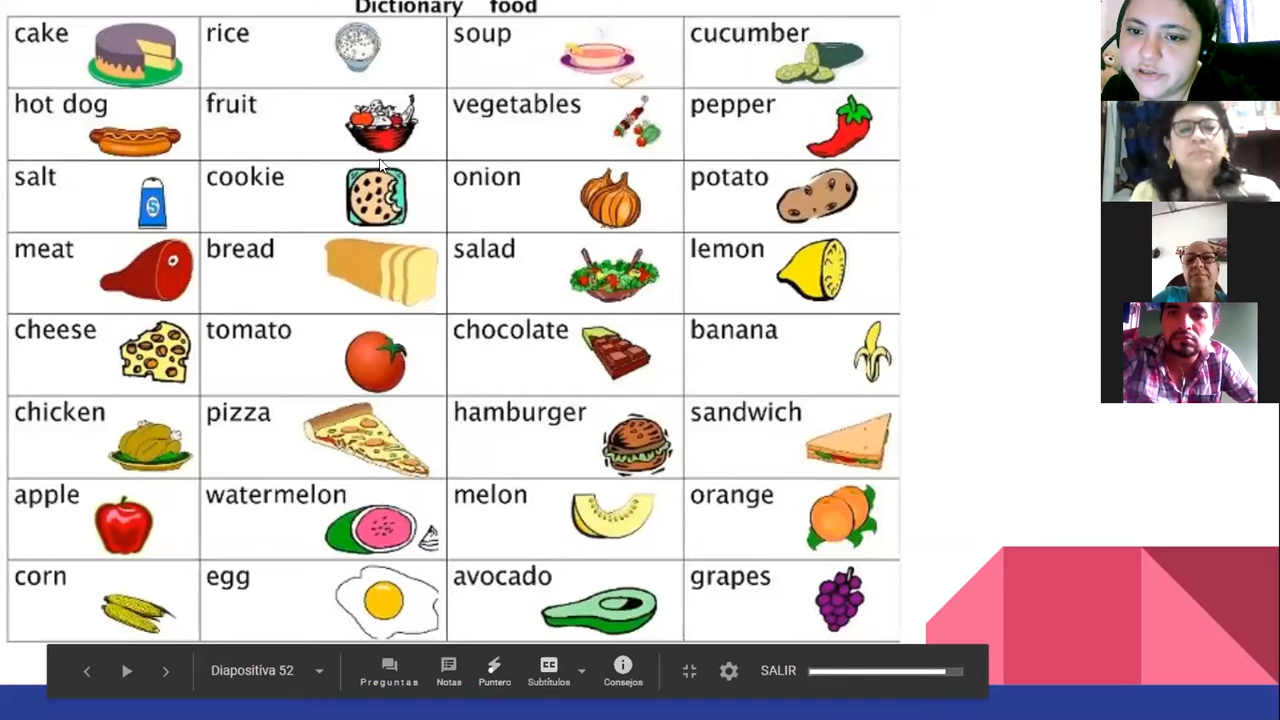 Dictionary food
cake rice soup cucumber
hot dog fruit vegetables pepper
salt cookie onion potato
S
meat bread salad lemon
cheese tomato chocolate banana
chicken pizza hamburger sandwich
apple watermelon melon orange
corn egg avocado grapes
Diapositiva 52 Preguntas Notas Puntero CC Subtítulos Consejos SALIR